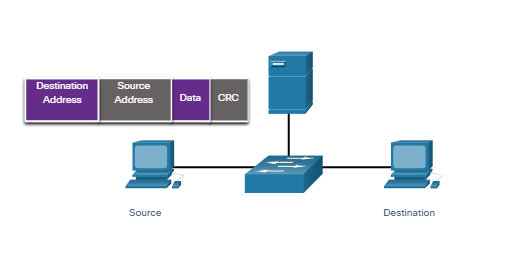 Destination
Address
Source
Address
Data
CRC
Source
Destination